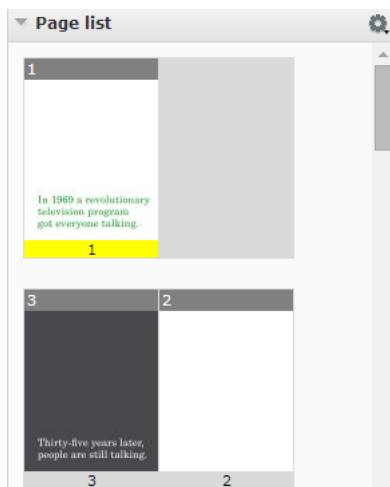 Page list
1
In 1969 a revolutionary
television program
got everyone talking.
1
3
2
Thirty-five years later,
people are still talking.
3
2